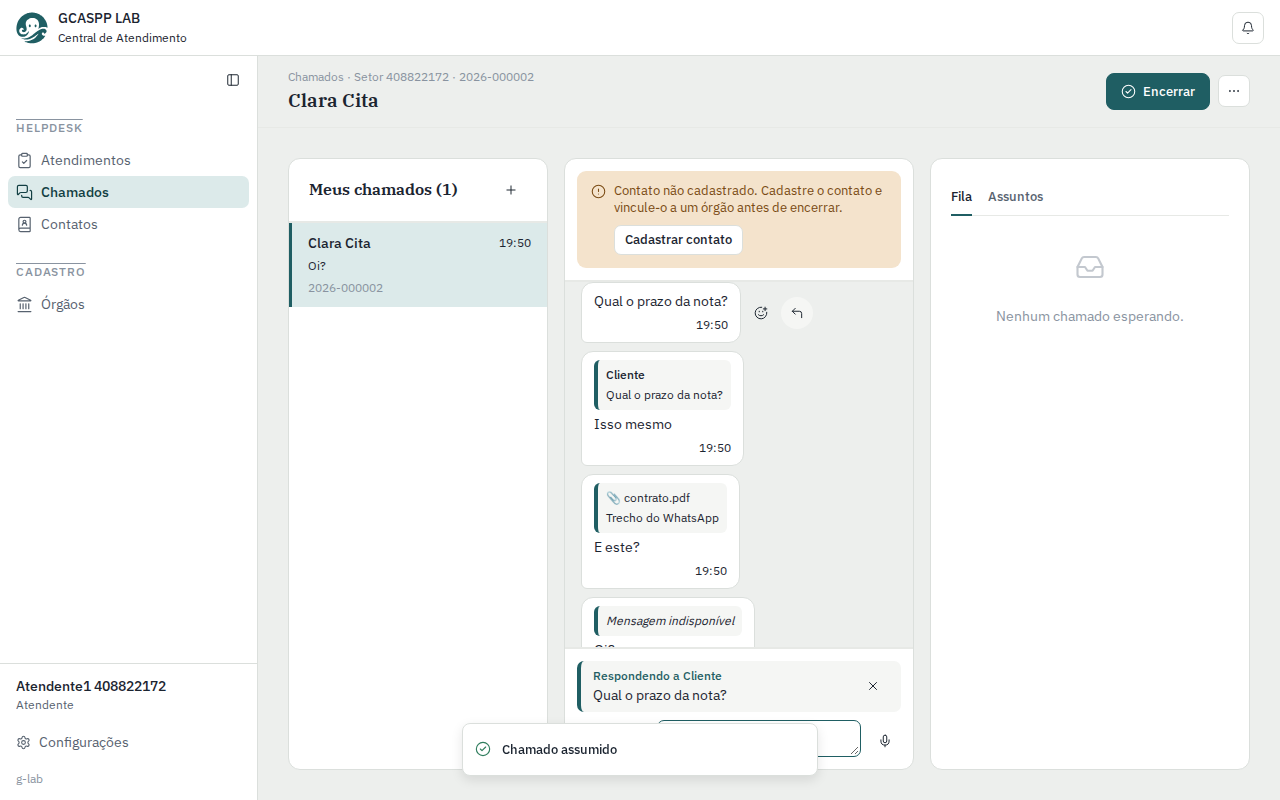 GCASPP LAB
Central de Atendimento
HELPDESK
Atendimentos
Chamados
Contatos
CADASTRO
Órgãos
Atendente1 408822172
Atendente
Configurações
g-lab
Chamados · Setor 408822172 · 2026-000002
Clara Cita
Encerrar
Meus chamados (1)
Clara Cita 19:50
Oi?
2026-000002
Contato não cadastrado. Cadastre o contato e
vincule-o a um órgão antes de encerrar.
Cadastrar contato
Qual o prazo da nota?
19:50
Cliente
Qual o prazo da nota?
Isso mesmo
19:50
contrato.pdf
Trecho do WhatsApp
E este?
19:50
Mensagem indisponível
Respondendo a Cliente
Qual o prazo da nota?
Chamado assumido
Fila Assuntos
Nenhum chamado esperando.